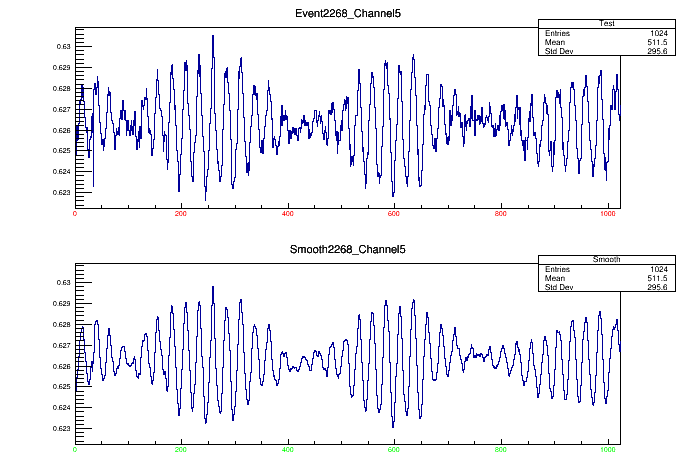 Event2268_Channel5
Test
Entries 1024
Mean 511.5
Std Dev 295.6
0.63
0.629
0.628
0.627
0.626
0.625
0.624
0.623
0 200 400 600 800 1000
Smooth2268_Channel5
Smooth
Entries 1024
Mean 511.5
Std Dev 295.6
0.63
0.629
0.628
0.627
0.626
0.625
0.624
0.623
0 200 400 600 800 1000